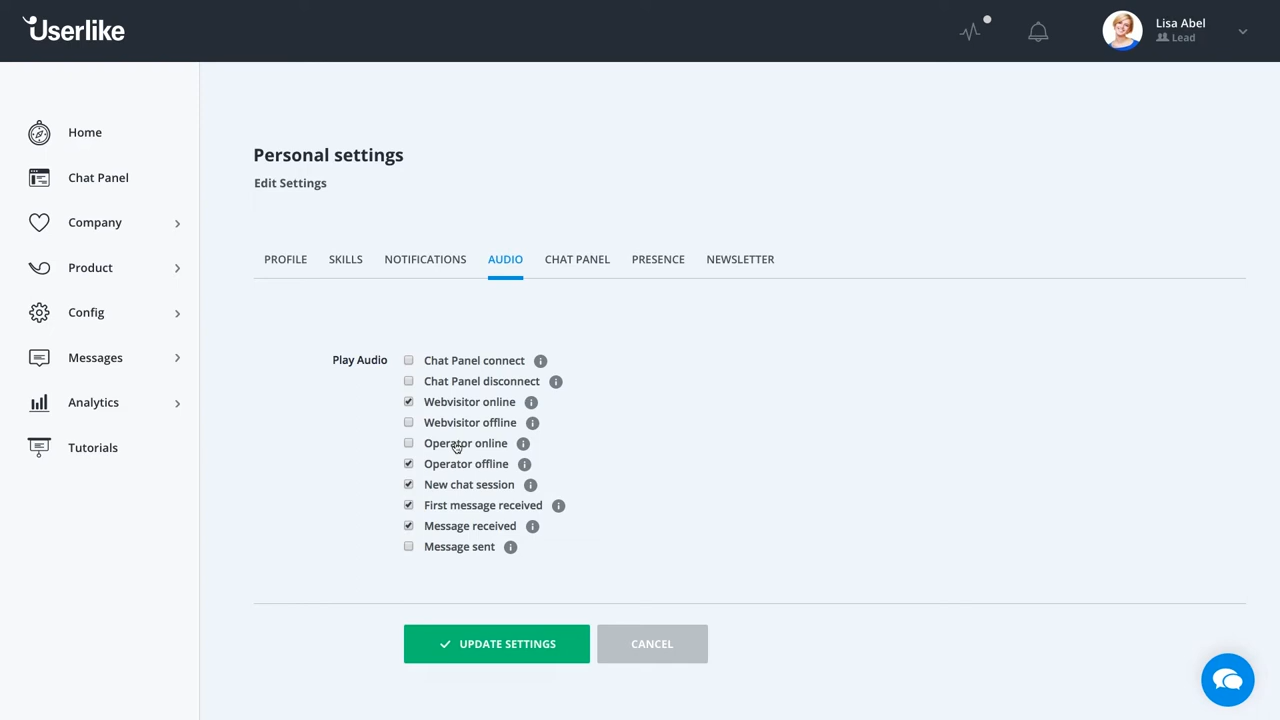 Userlike
Lisa Abel
Lead
Home
Chat Panel
Company
Product
Config
Messages
Analytics
Tutorials
Personal settings
Edit Settings
PROFILE SKILLS NOTIFICATIONS AUDIO CHAT PANEL PRESENCE NEWSLETTER
Play Audio
Chat Panel connect
Chat Panel disconnect
Webvisitor online
Webvisitor offline
Operator online
Operator offline
New chat session
First message received
Message received
Message sent
UPDATE SETTINGS CANCEL